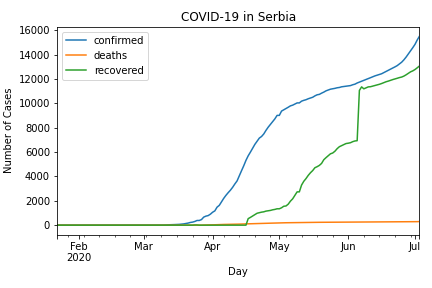 COVID-19 in Serbia
16000
14000
12000
10000
8000
6000
4000
2000
0
Number of Cases
confirmed
deaths
recovered
Feb Mar Apr May Jun Jul
2020
Day